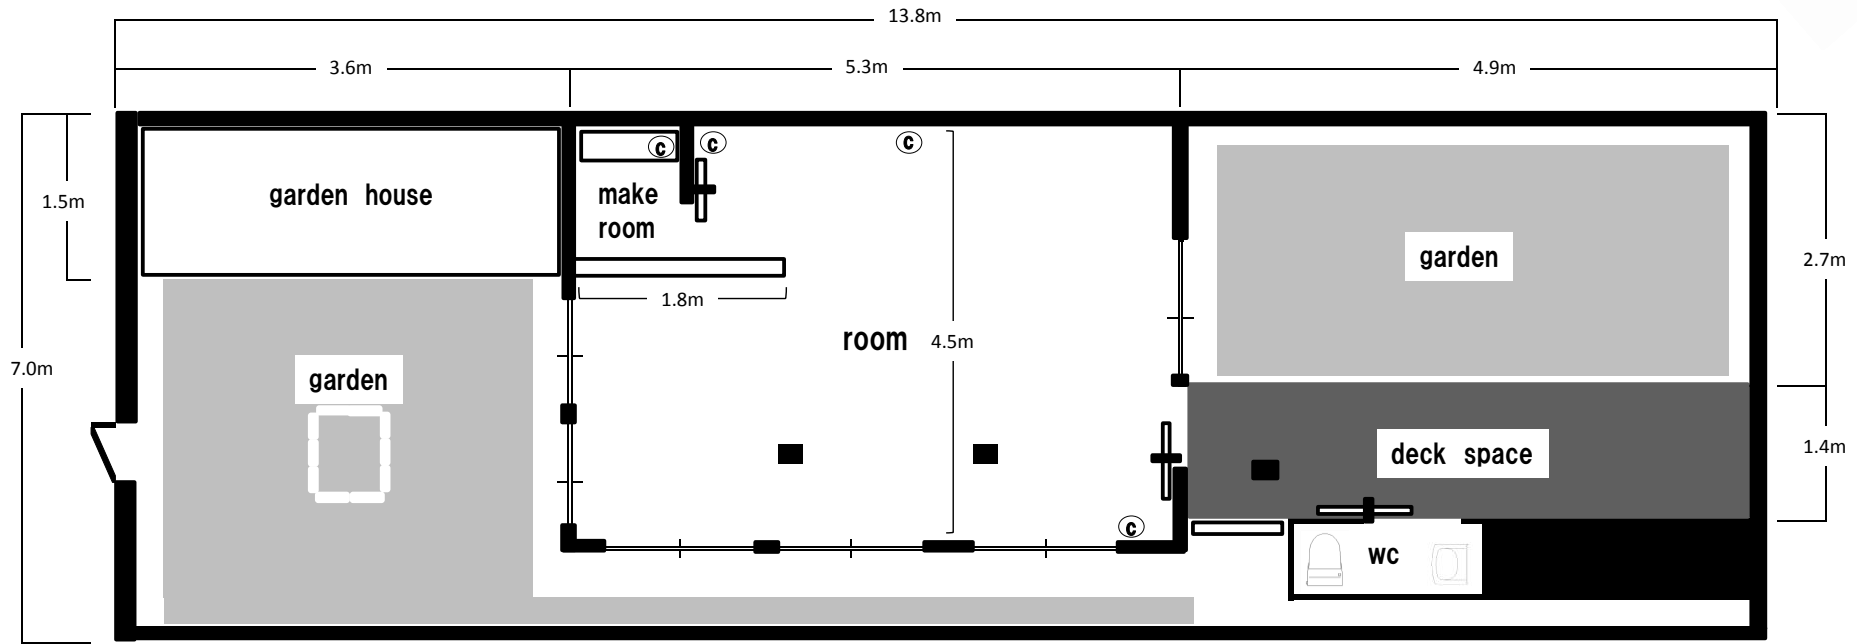 13.8m
3.6m
5.3m
4.9m
C
C
C
garden house
make
room
1.5m
garden
2.7m
1.8m
room
4.5m
7.0m
garden
deck space
1.4m
C
wc